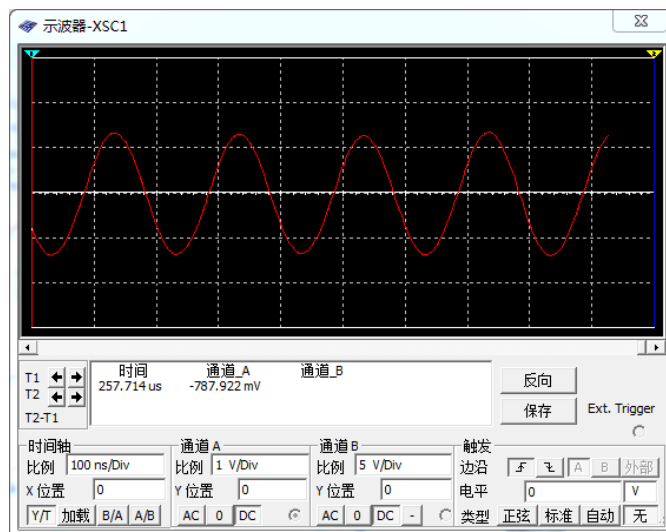 示波器-XSC1
1 2
时间 通道_A 通道_B
T1 257.714 us -787.922 mV
T2
T2-T1
反向
保存 Ext. Trigger
时间轴 通道 A 通道 B 触发
比例 100 ns/Div 比例 1 V/Div 比例 5 V/Div 边沿 A B 外部
X 位置 0 Y 位置 0 Y 位置 0 电平 0 V
Y/T 加载 B/A A/B AC 0 DC AC 0 DC - 类型 正弦 标准 自动 无